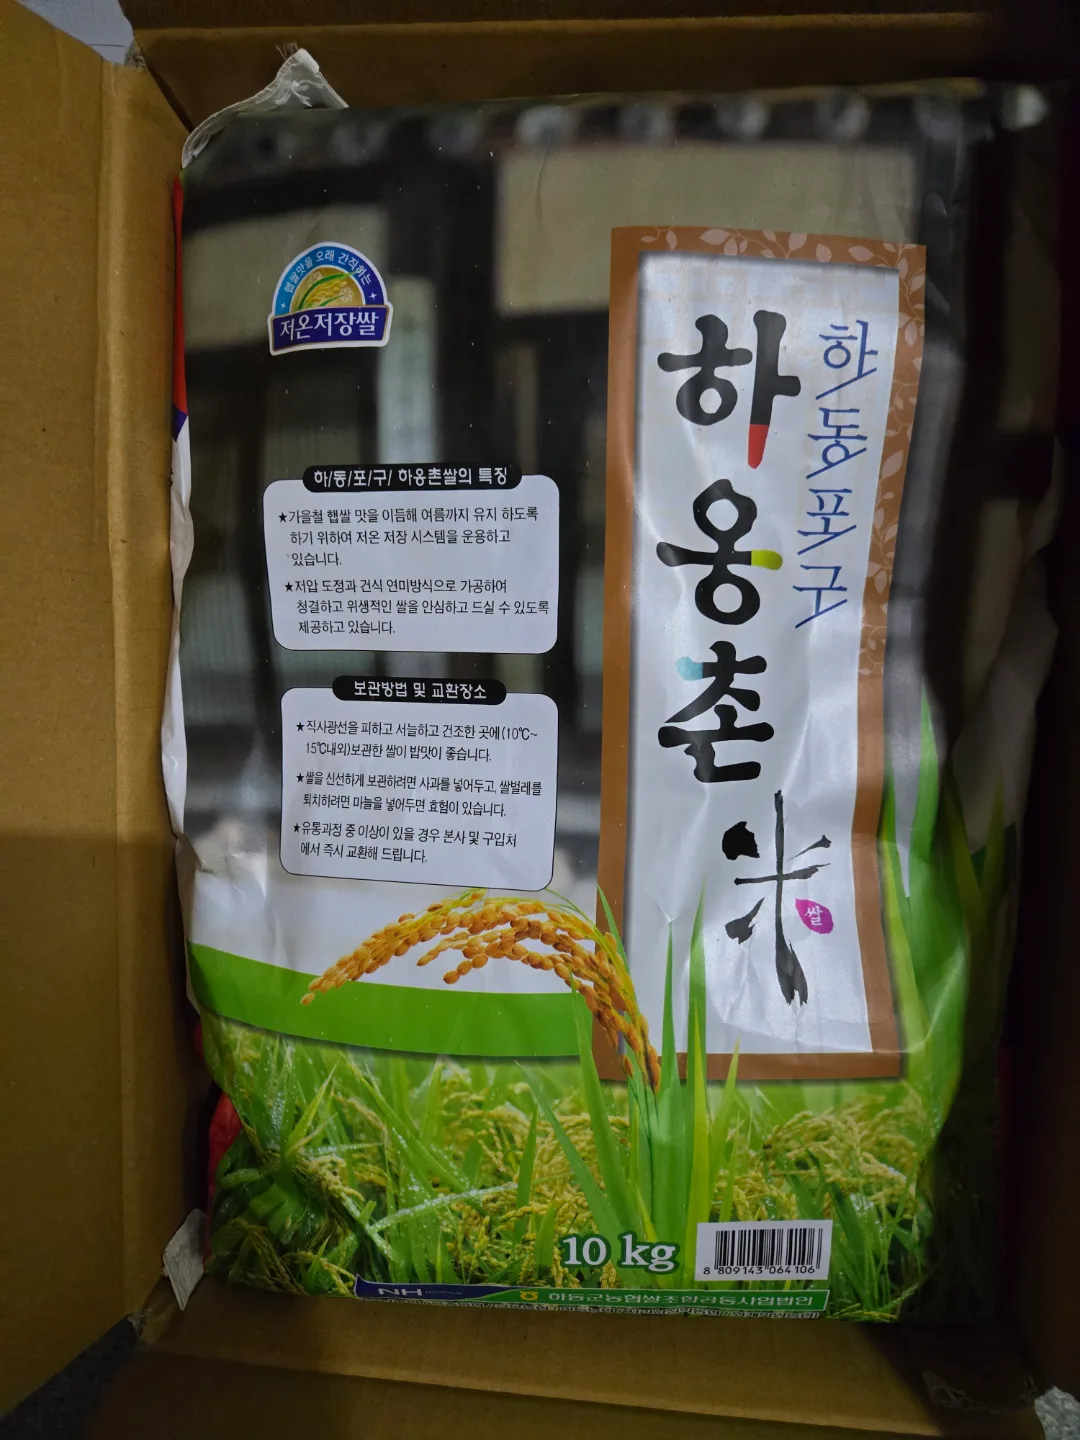 햅쌀맛을 오래 간직하는
저온저장쌀
하동포구
하옹촌
米
쌀
하/동/포/구/ 하옹촌쌀의 특징
★가을철 햅쌀 맛을 이듬해 여름까지 유지 하도록
하기 위하여 저온 저장 시스템을 운용하고
있습니다.
★저압 도정과 건식 연미방식으로 가공하여
청결하고 위생적인 쌀을 안심하고 드실 수 있도록
제공하고 있습니다.
보관방법 및 교환장소
★직사광선을 피하고 서늘하고 건조한 곳에(10℃~
15℃내외)보관한 쌀이 밥맛이 좋습니다.
★쌀을 신선하게 보관하려면 사과를 넣어두고, 쌀벌레를
퇴치하려면 마늘을 넣어두면 효험이 있습니다.
★유통과정 중 이상이 있을 경우 본사 및 구입처
에서 즉시 교환해 드립니다.
10 kg
8 809143 064106
NH
하동군농협쌀조합공동사업법인